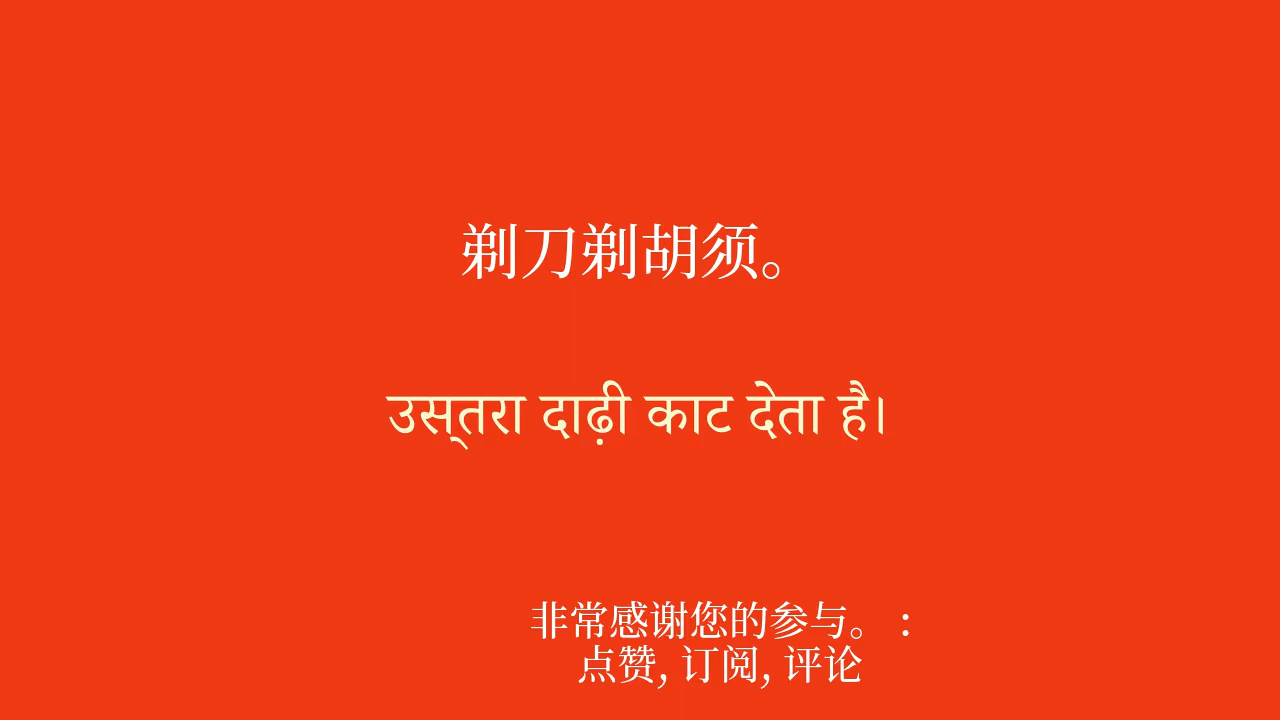 剃刀剃胡须。
उस्‌तरा दाढ़ी काट देता है।
非常感谢您的参与。 :
点赞, 订阅, 评论